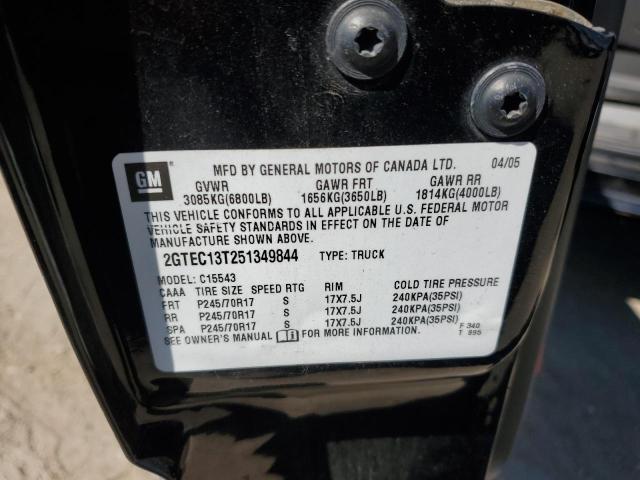 GM
MFD BY GENERAL MOTORS OF CANADA LTD. 04/05
GVWR GAWR FRT GAWR RR
3085KG(6800LB) 1656KG(3650LB) 1814KG(4000LB)
THIS VEHICLE CONFORMS TO ALL APPLICABLE U.S. FEDERAL MOTOR
VEHICLE SAFETY STANDARDS IN EFFECT ON THE DATE OF
MANUFACTURE SHOWN ABOVE.
2GTEC13T251349844 TYPE: TRUCK
MODEL: C15543
CAAA TIRE SIZE SPEED RTG RIM COLD TIRE PRESSURE
FRT P245/70R17 S 17X7.5J 240KPA(35PSI)
RR P245/70R17 S 17X7.5J 240KPA(35PSI)
SPA P245/70R17 S 17X7.5J 240KPA(35PSI)
SEE OWNER'S MANUAL FOR MORE INFORMATION. F 340
T 895